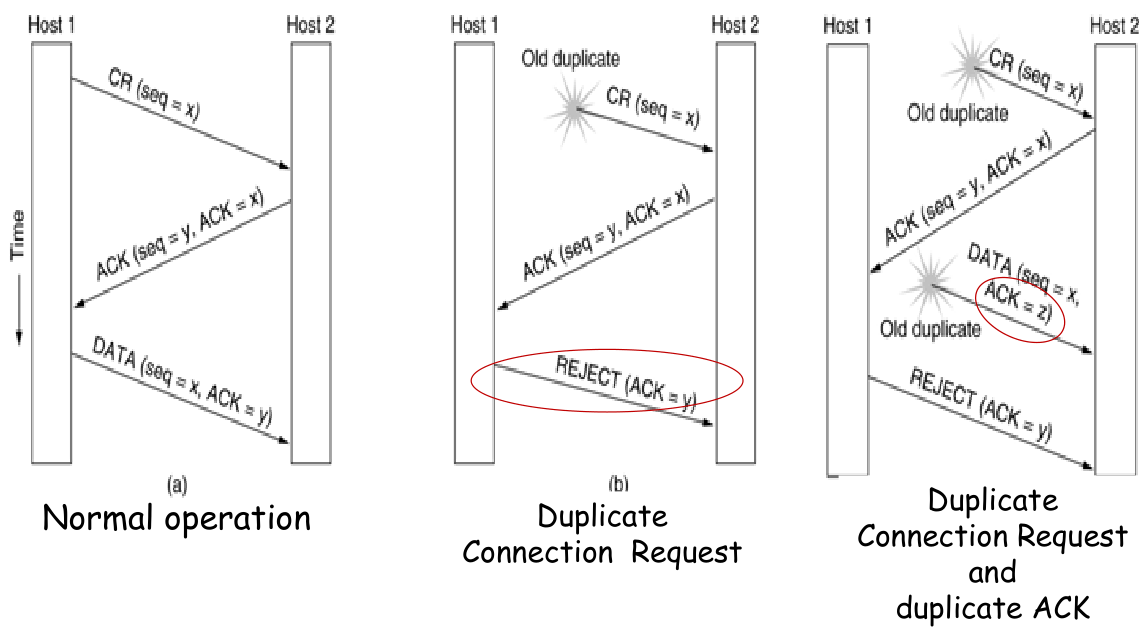 Host 1
Host 2
CR (seq = x)
ACK (seq = y, ACK = x)
Time
DATA (seq = x, ACK = y)
(a)
Normal operation
Host 1
Host 2
Old duplicate
CR (seq = x)
ACK (seq = y, ACK = x)
REJECT (ACK = y)
(b)
Duplicate
Connection Request
Host 1
Host 2
CR (seq = x)
Old duplicate
ACK (seq = y, ACK = x)
DATA (seq = x,
ACK = z)
Old duplicate
REJECT (ACK = y)
Duplicate
Connection Request
and
duplicate ACK